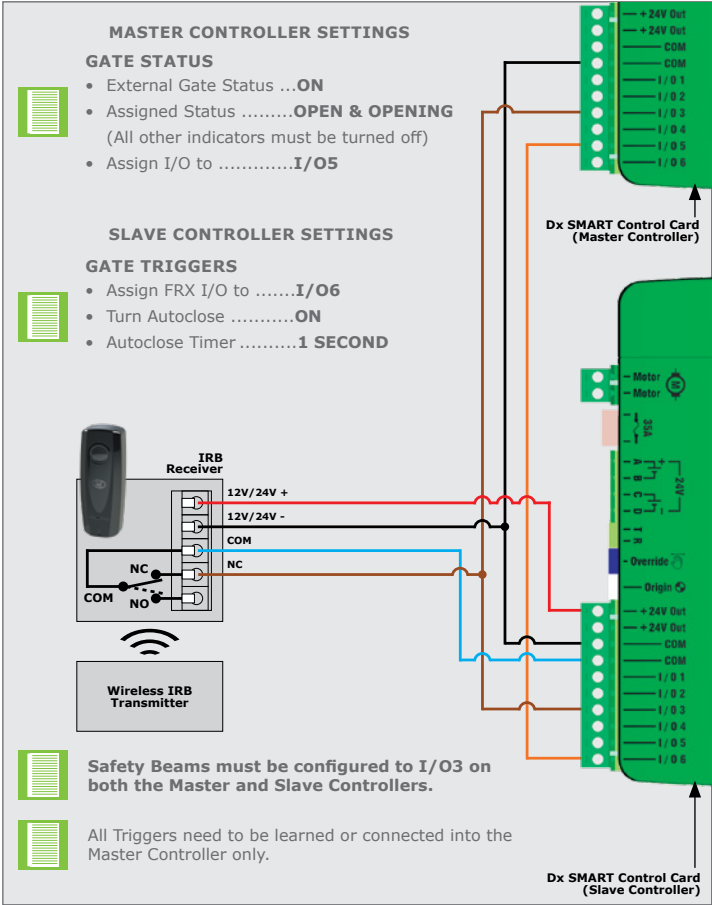 MASTER CONTROLLER SETTINGS
GATE STATUS
• External Gate Status ...ON
• Assigned Status .........OPEN & OPENING
(All other indicators must be turned off)
• Assign I/O to .............I/O5
+24V Out
+24V Out
COM
COM
I/O 1
I/O 2
I/O 3
I/O 4
I/O 5
I/O 6
Dx SMART Control Card
(Master Controller)
SLAVE CONTROLLER SETTINGS
GATE TRIGGERS
• Assign FRX I/O to .......I/O6
• Turn Autoclose ...........ON
• Autoclose Timer ..........1 SECOND
Motor
Motor
M
35A
A
B
C
D
+
–
24V
T
R
Override
Origin
+24V Out
+24V Out
COM
COM
I/O 1
I/O 2
I/O 3
I/O 4
I/O 5
I/O 6
IRB
Receiver
12V/24V +
12V/24V -
COM
NC
NC
COM
NO
Wireless IRB
Transmitter
Safety Beams must be configured to I/O3 on
both the Master and Slave Controllers.
All Triggers need to be learned or connected into the
Master Controller only.
Dx SMART Control Card
(Slave Controller)